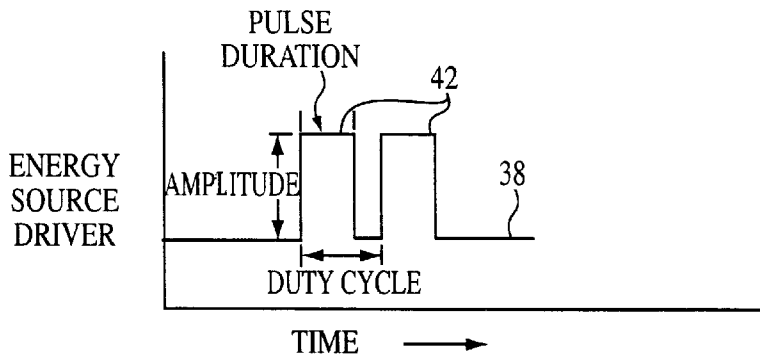 PULSE
DURATION
42
ENERGY
SOURCE
DRIVER
AMPLITUDE
38
DUTY CYCLE
TIME